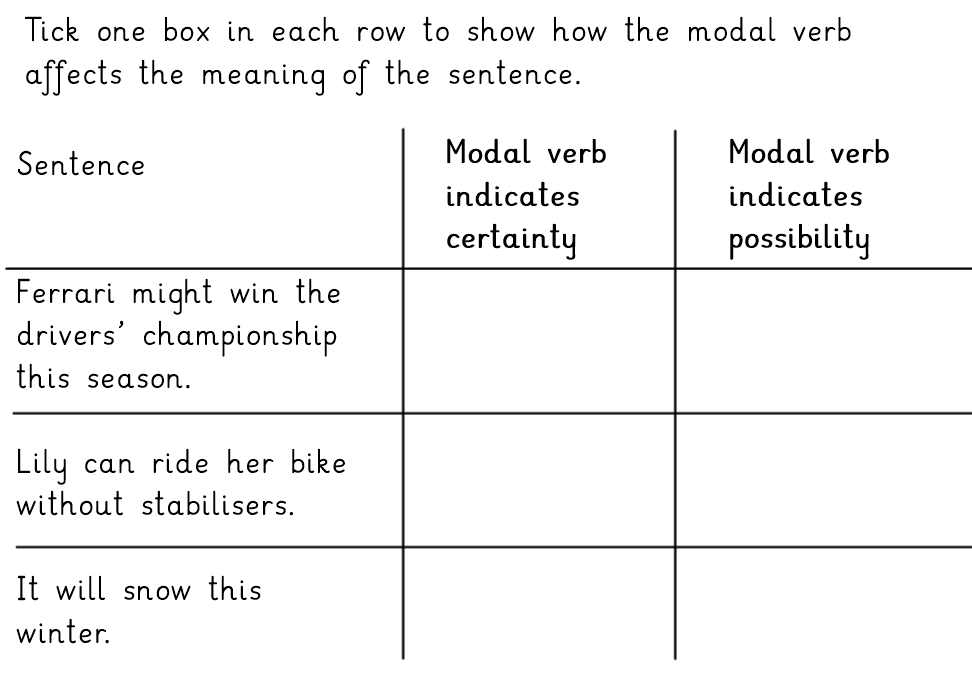 Tick one box in each row to show how the modal verb
affects the meaning of the sentence.
Sentence
Modal verb
indicates
certainty
Modal verb
indicates
possibility
Ferrari might win the
drivers’ championship
this season.
Lily can ride her bike
without stabilisers.
It will snow this
winter.